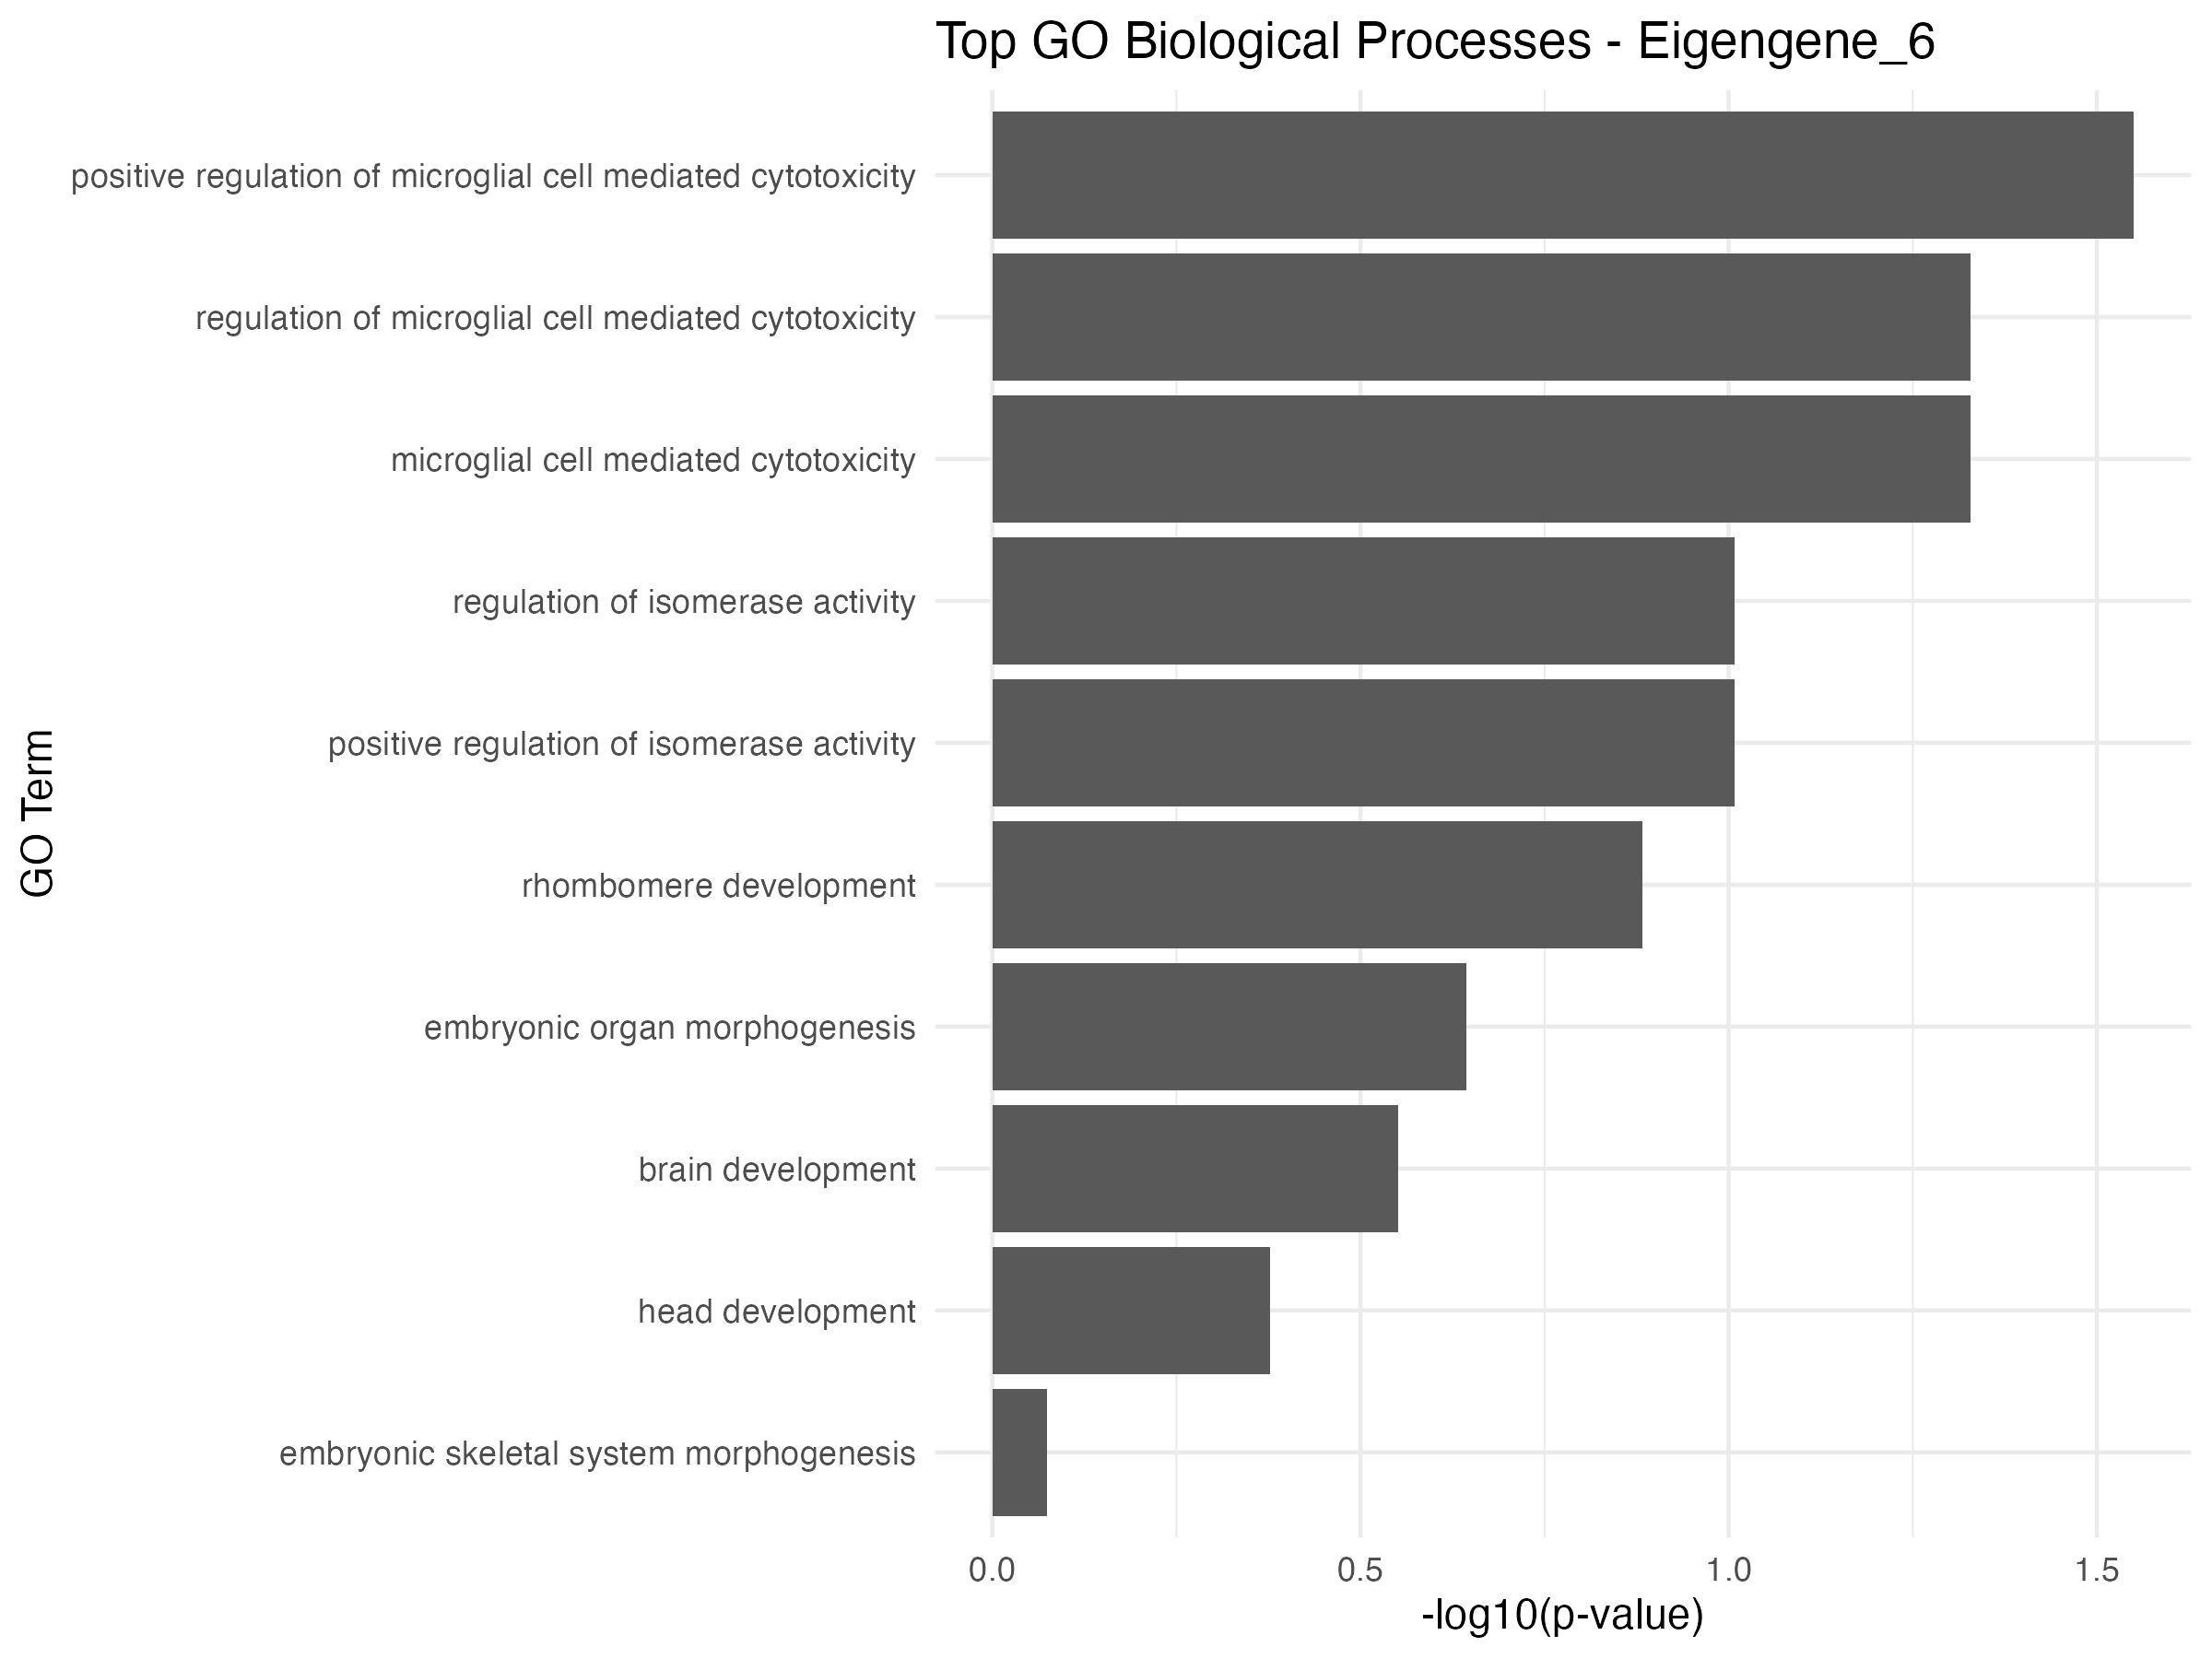 Top GO Biological Processes - Eigengene_6
positive regulation of microglial cell mediated cytotoxicity
regulation of microglial cell mediated cytotoxicity
microglial cell mediated cytotoxicity
regulation of isomerase activity
positive regulation of isomerase activity
rhombomere development
embryonic organ morphogenesis
brain development
head development
embryonic skeletal system morphogenesis
GO Term
0.0 0.5 1.0 1.5
-log10(p-value)